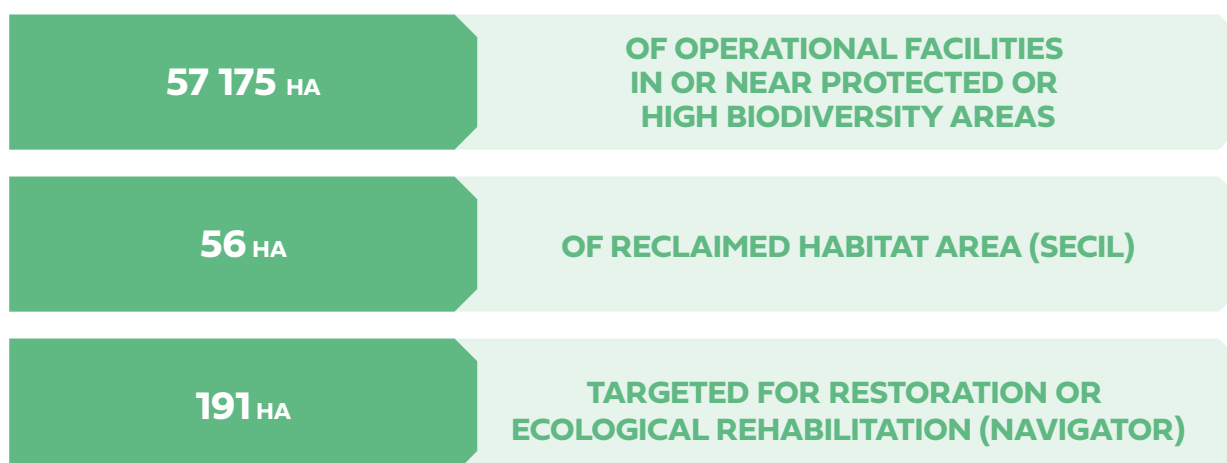 57 175 HA
OF OPERATIONAL FACILITIES
IN OR NEAR PROTECTED OR
HIGH BIODIVERSITY AREAS
56 HA
OF RECLAIMED HABITAT AREA (SECIL)
191 HA
TARGETED FOR RESTORATION OR
ECOLOGICAL REHABILITATION (NAVIGATOR)